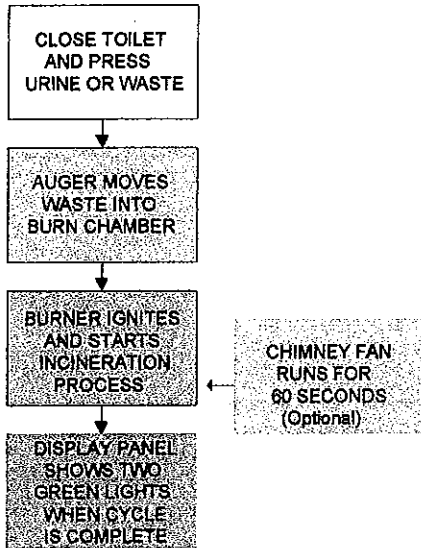 CLOSE TOILET
AND PRESS
URINE OR WASTE
AUGER MOVES
WASTE INTO
BURN CHAMBER
BURNER IGNITES
AND STARTS
INCINERATION
PROCESS
CHIMNEY FAN
RUNS FOR
60 SECONDS
(Optional)
DISPLAY PANEL
SHOWS TWO
GREEN LIGHTS
WHEN CYCLE
IS COMPLETE